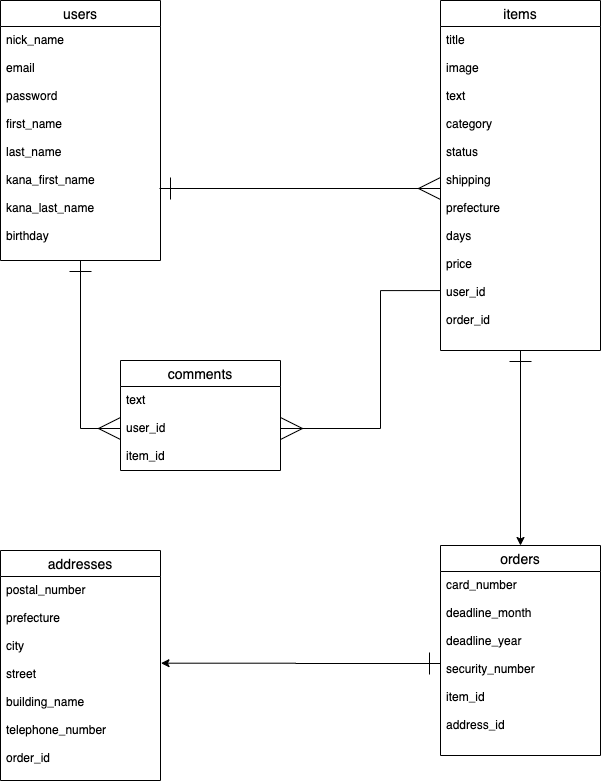 users
nick_name
email
password
first_name
last_name
kana_first_name
kana_last_name
birthday
items
title
image
text
category
status
shipping
prefecture
days
price
user_id
order_id
comments
text
user_id
item_id
addresses
postal_number
prefecture
city
street
building_name
telephone_number
order_id
orders
card_number
deadline_month
deadline_year
security_number
item_id
address_id